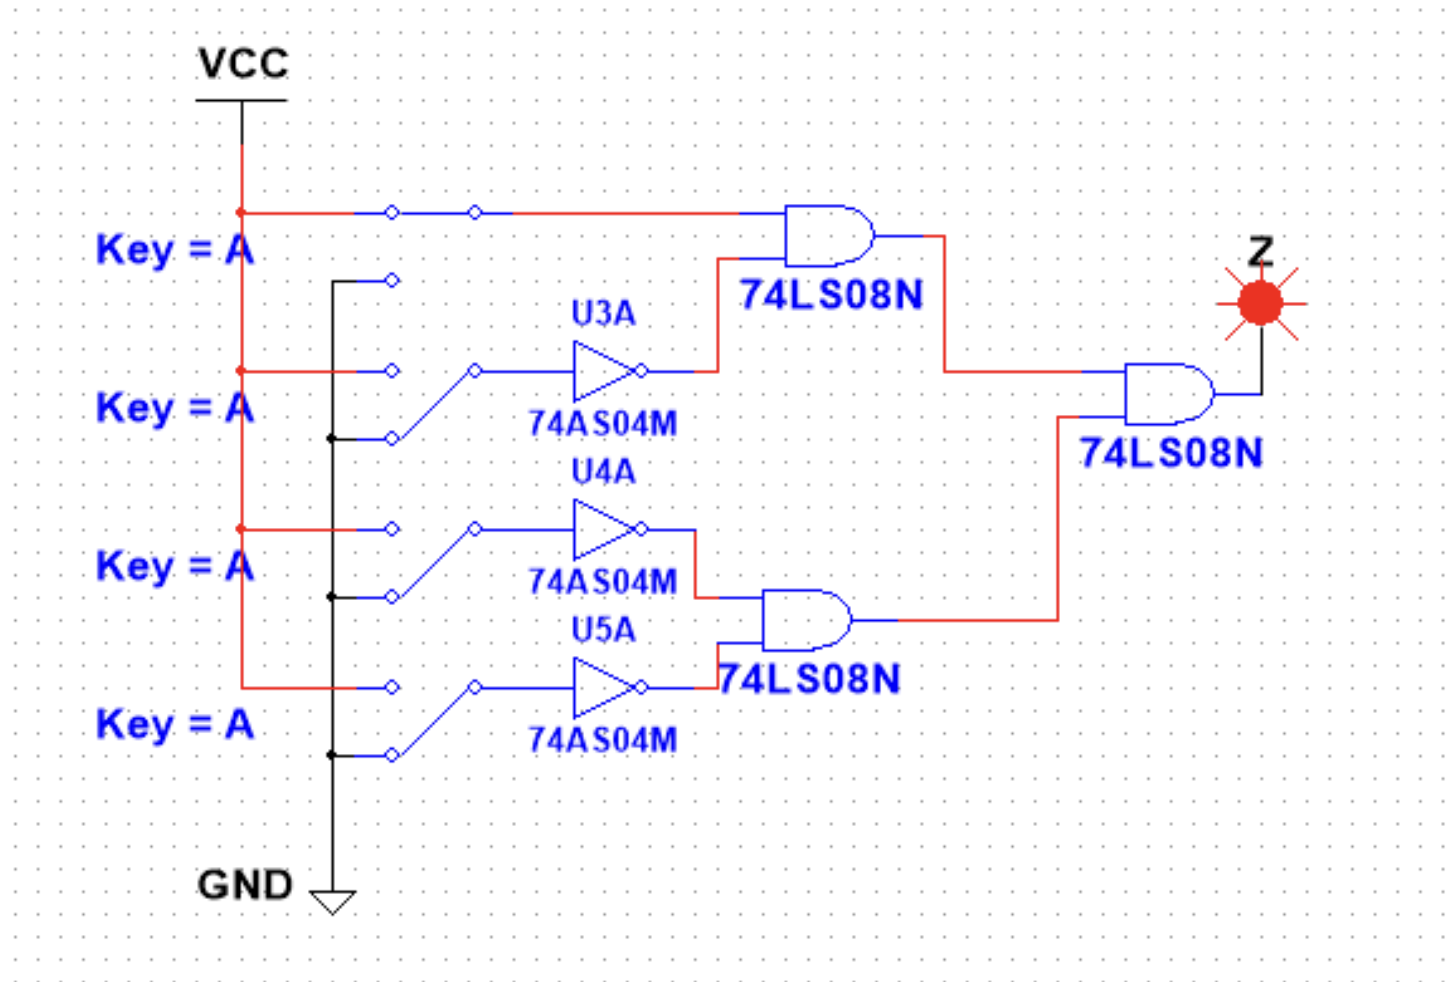 VCC
Key = A
Z
74LS08N
U3A
Key = A
74AS04M
74LS08N
U4A
Key = A
74AS04M
U5A
74LS08N
Key = A
74AS04M
GND